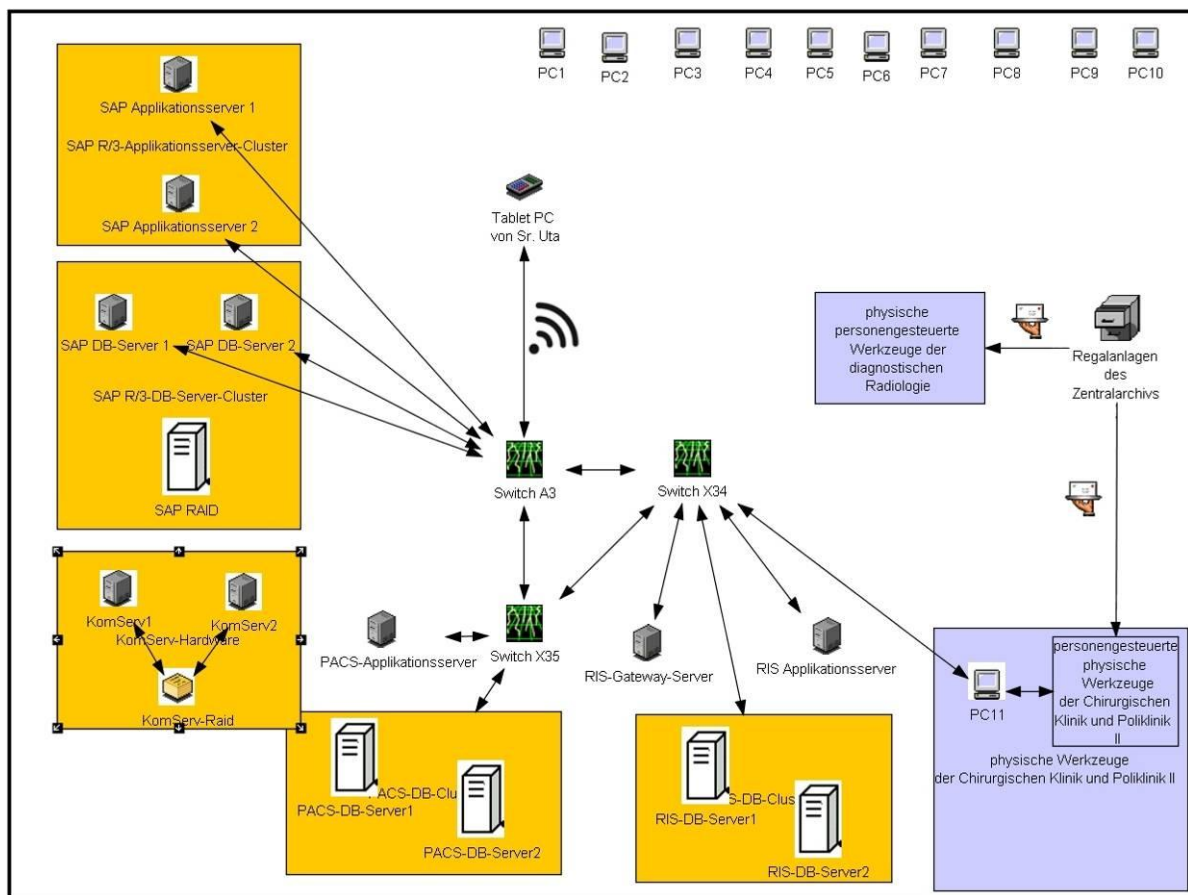 PC1
PC2
PC3
PC4
PC5
PC6
PC7
PC8
PC9
PC10
SAP Applikationsserver 1
SAP R/3-Applikationsserver-Cluster
SAP Applikationsserver 2
Tablet PC
von Sr. Uta
SAP DB-Server 1
SAP DB-Server 2
SAP R/3-DB-Server-Cluster
SAP RAID
physische
personengesteuerte
Werkzeuge der
diagnostischen
Radiologie
Regalanlagen
des
Zentralarchivs
Switch A3
Switch X34
KomServ1
KomServ2
KomServ-Hardware
KomServ-Raid
PACS-Applikationsserver
Switch X35
RIS-Gateway-Server
RIS Applikationsserver
PC11
personengesteuerte
physische
Werkzeuge
der Chirurgischen
Klinik und Poliklinik
II
physische Werkzeuge
der Chirurgischen Klinik und Poliklinik II
PACS-DB-Clu
PACS-DB-Server1
PACS-DB-Server2
S-DB-Clus
RIS-DB-Server1
RIS-DB-Server2